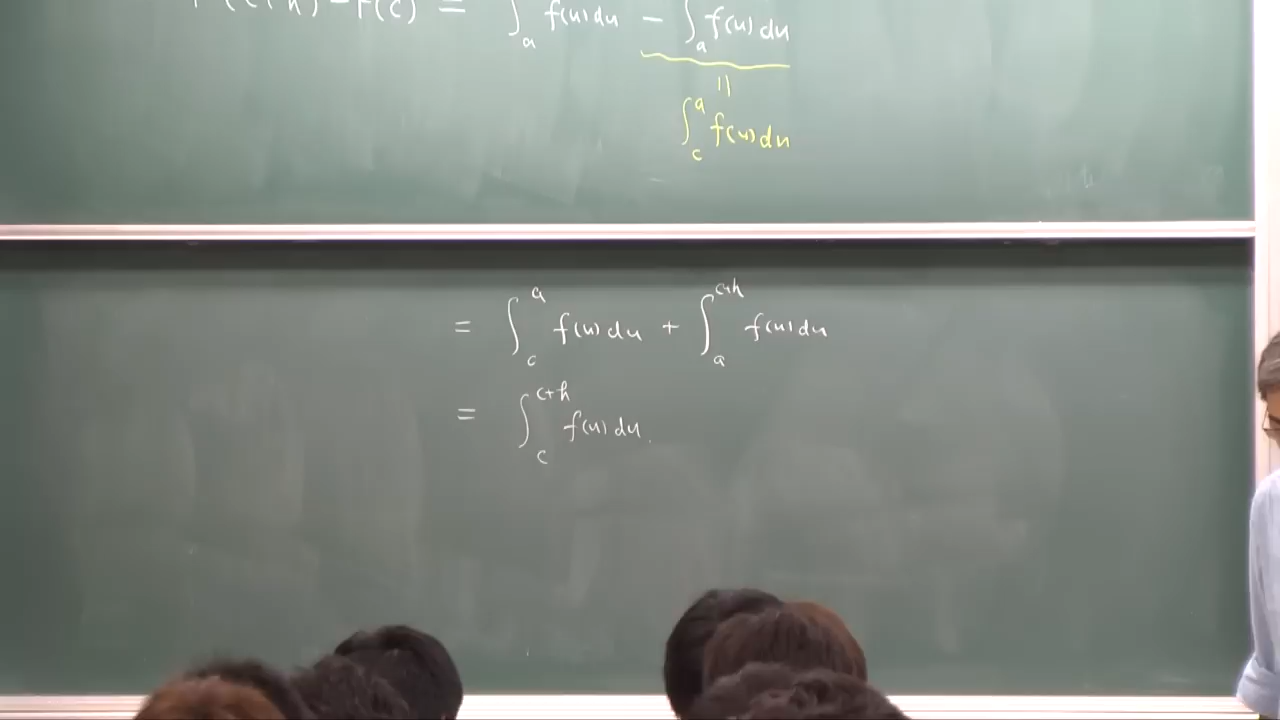 F(c+h) - F(c) = ∫_a f(u)du - ∫_a f(u)du
||
∫_c^a f(u)du
= ∫_c^a f(u)du + ∫_a^{c+h} f(u)du
= ∫_c^{c+h} f(u)du.